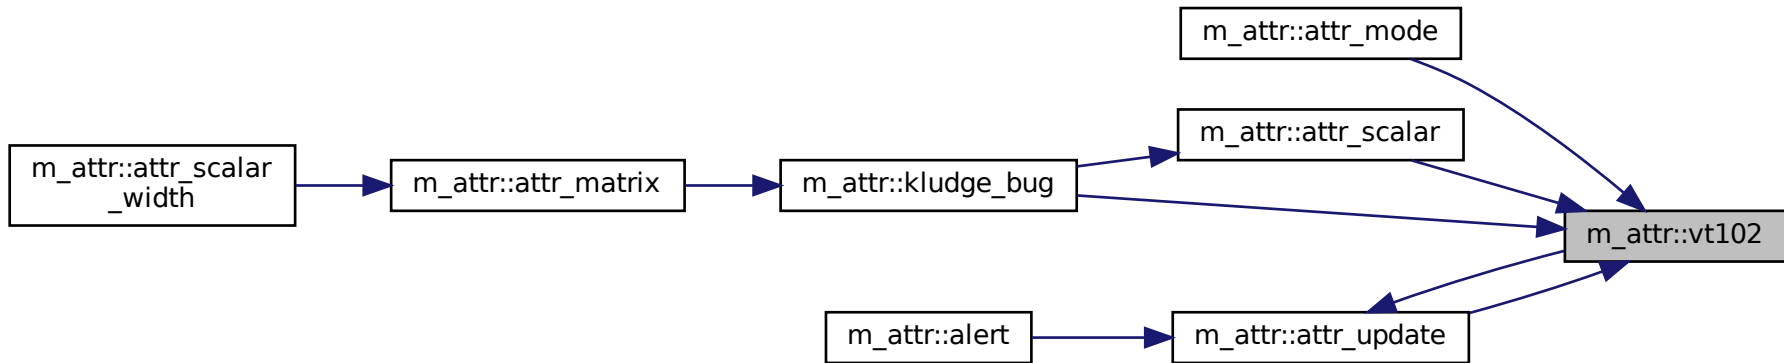 m_attr::attr_mode
m_attr::attr_scalar
m_attr::attr_scalar
_width
m_attr::attr_matrix
m_attr::kludge_bug
m_attr::vt102
m_attr::alert
m_attr::attr_update